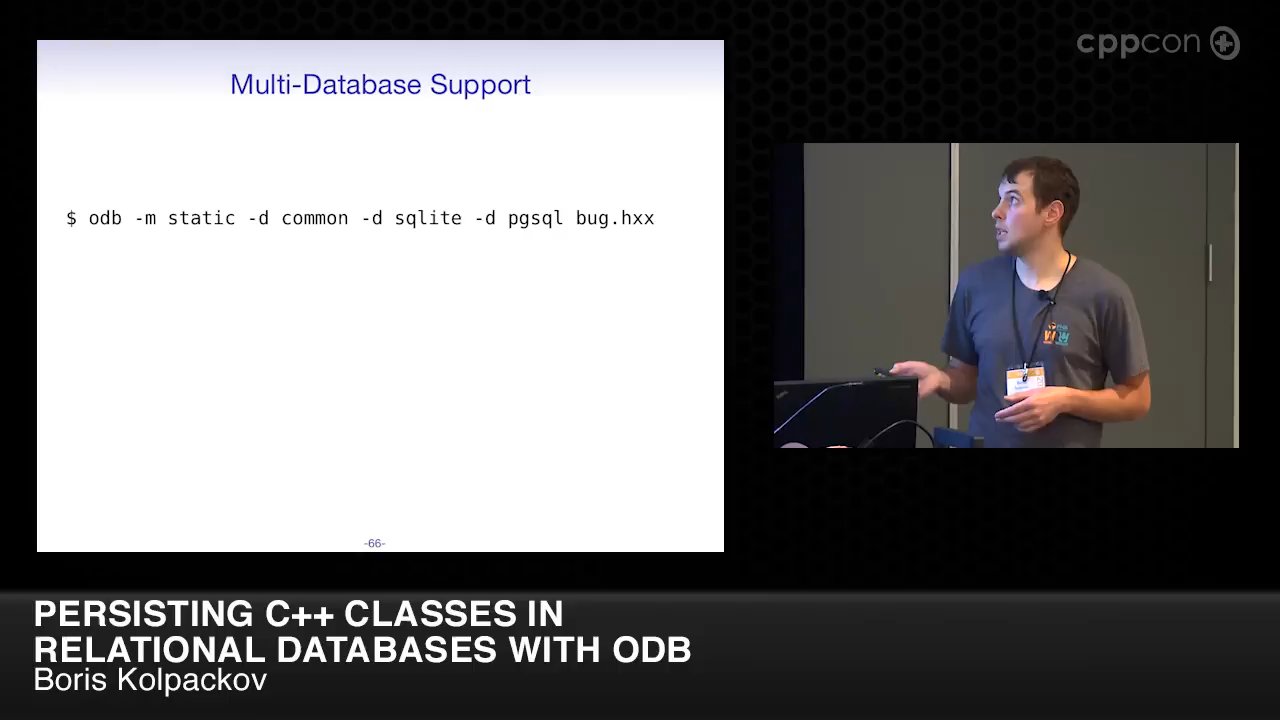 cppcon
Multi-Database Support
$ odb -m static -d common -d sqlite -d pgsql bug.hxx
-66-
PERSISTING C++ CLASSES IN
RELATIONAL DATABASES WITH ODB
Boris Kolpackov